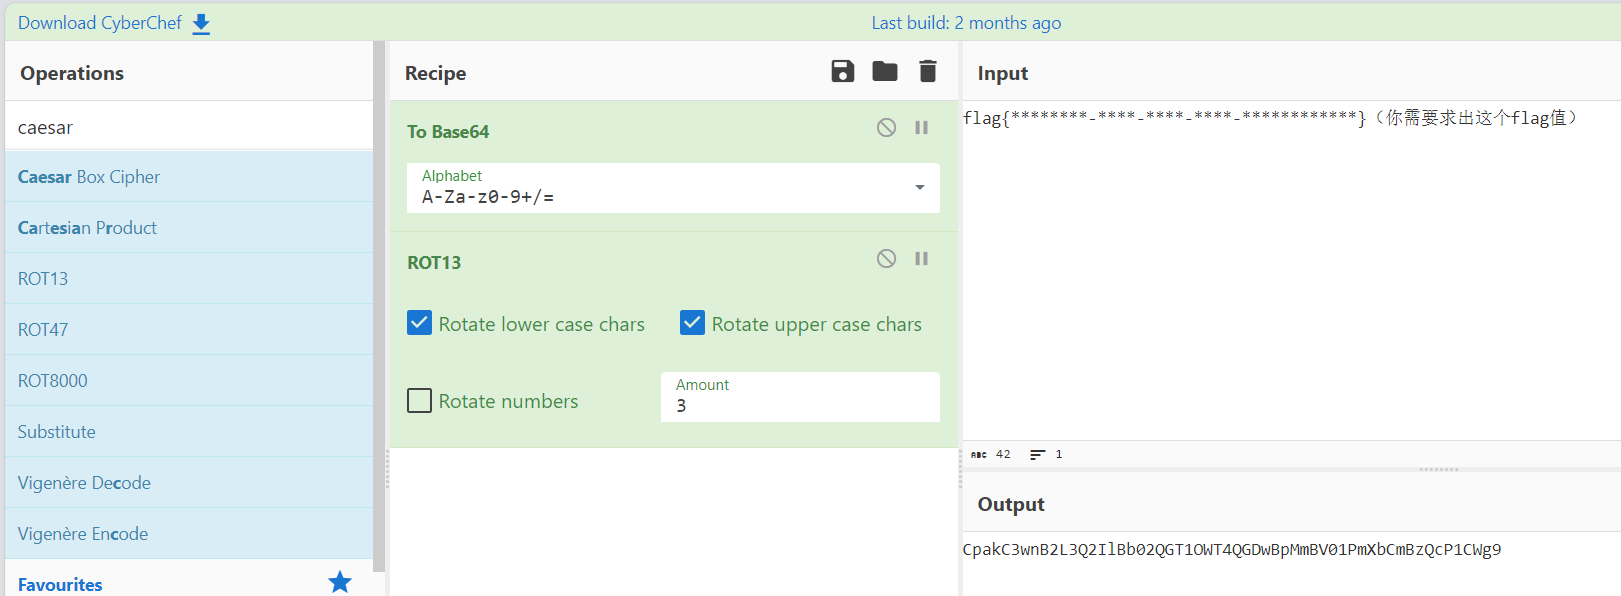 Download CyberChef
Last build: 2 months ago
Operations
Recipe
Input
caesar
Caesar Box Cipher
Cartesian Product
ROT13
ROT47
ROT8000
Substitute
Vigenère Decode
Vigenère Encode
Favourites
To Base64
Alphabet
A-Za-z0-9+/=
ROT13
Rotate lower case chars
Rotate upper case chars
Rotate numbers
Amount
3
flag{********-****-****-****-************}（你需要求出这个flag值）
ABC 42 1
Output
CpakC3wnB2L3Q2IlBb02QGT1OWT4QGDwBpMmBV01PmXbCmBzQcP1CWg9